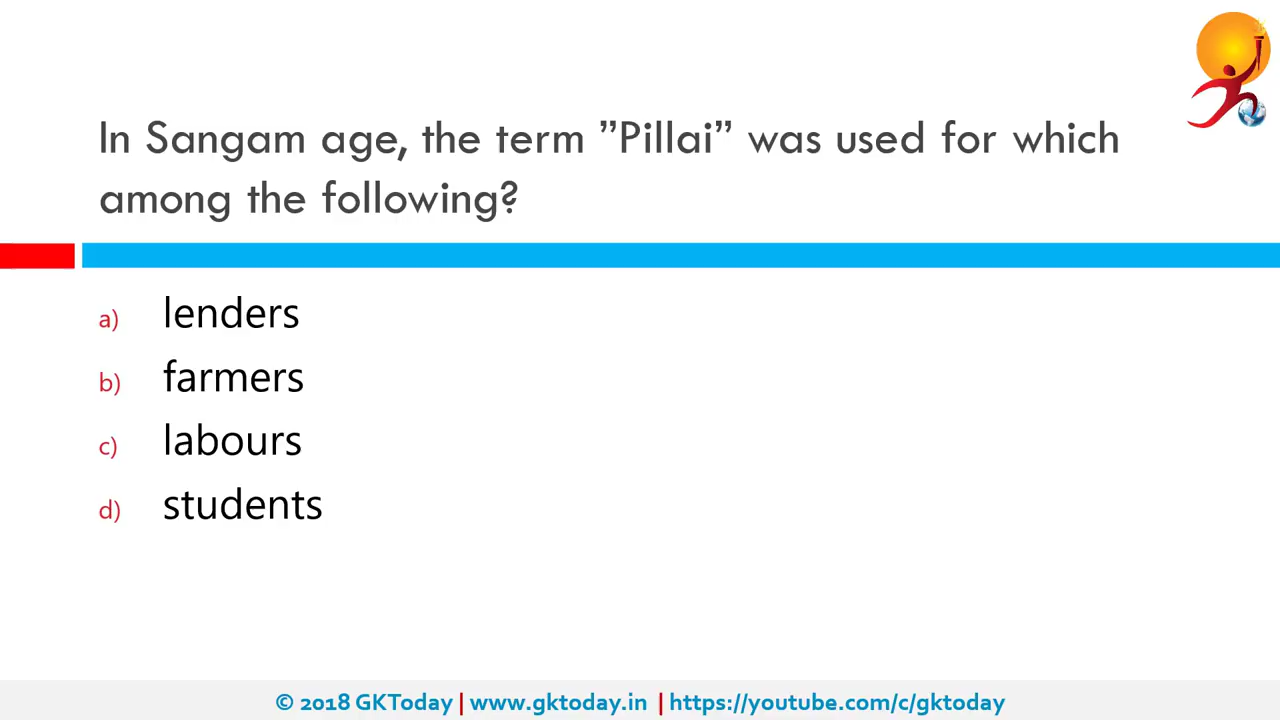 In Sangam age, the term ”Pillai” was used for which
among the following?
a) lenders
b) farmers
c) labours
d) students
© 2018 GKToday | www.gktoday.in | https://youtube.com/c/gktoday